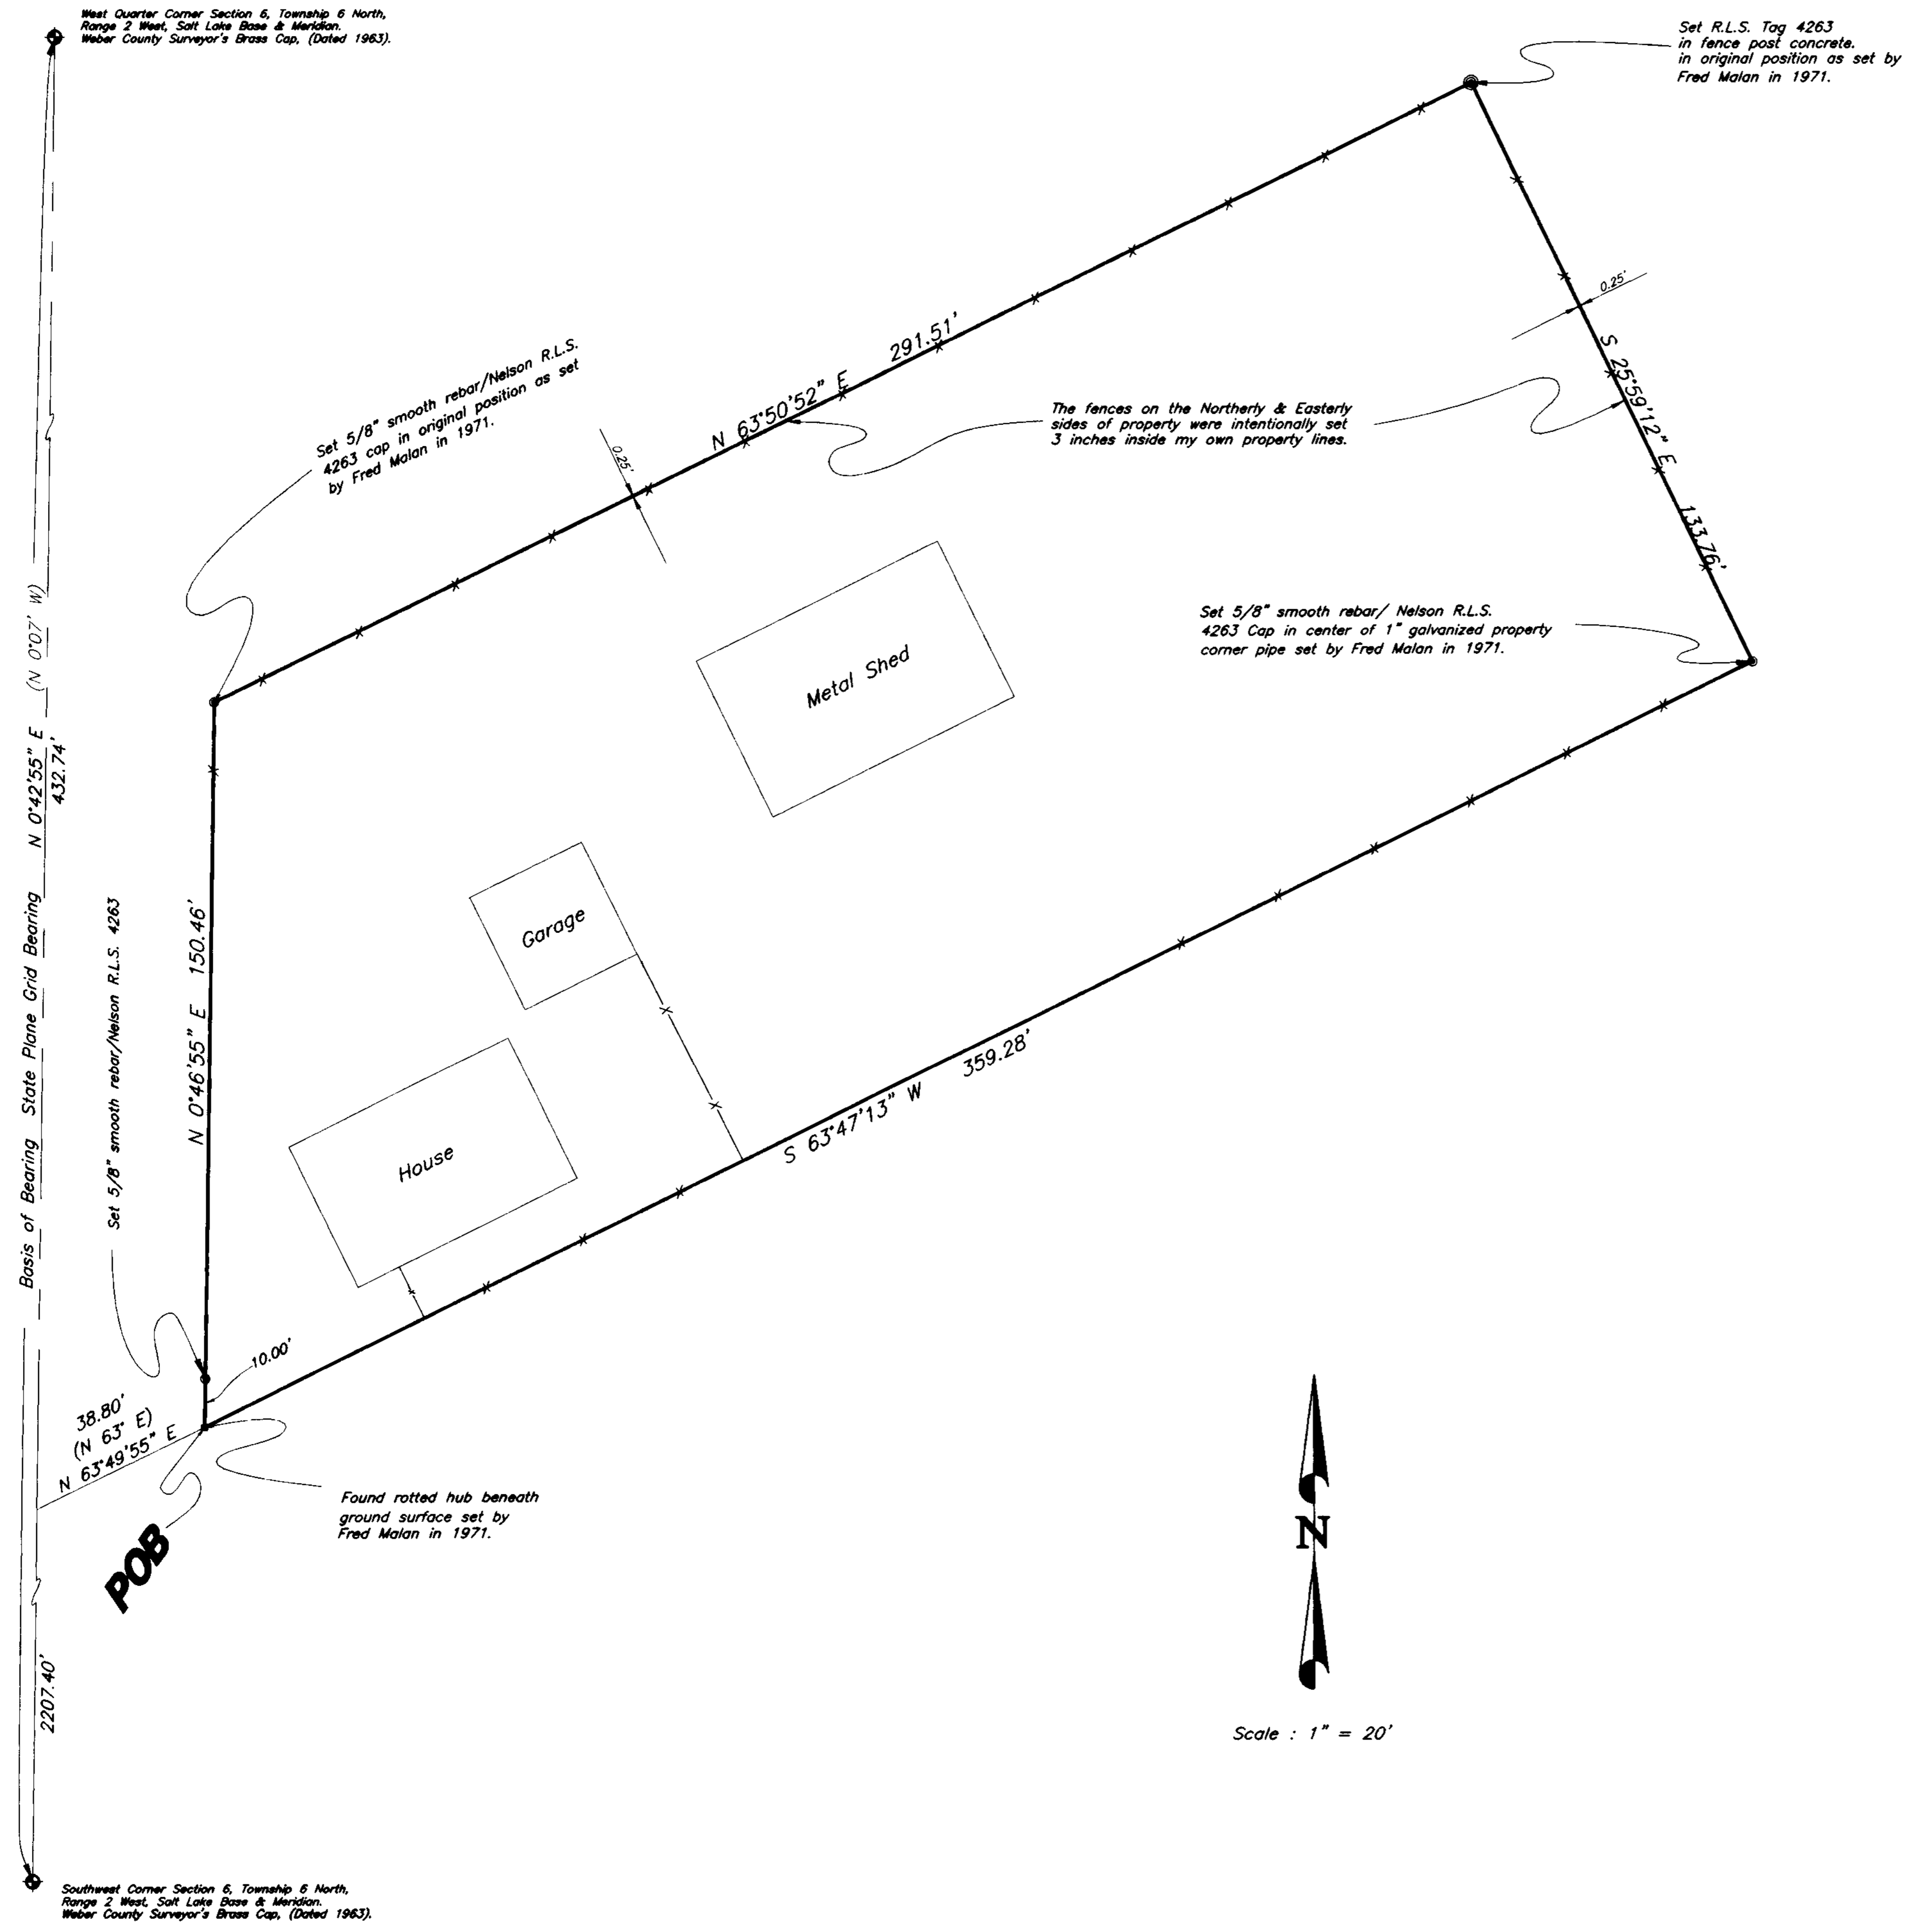 West Quarter Corner Section 6, Township 6 North,
Range 2 West, Salt Lake Base & Meridian.
Weber County Surveyor's Brass Cap, (Dated 1963).
Set R.L.S. Tag 4263
in fence post concrete.
in original position as set by
Fred Malan in 1971.
0.25'
S 25°59'12" E 133.76'
291.51'
N 63°50'52" E
Set 5/8" smooth rebar/Nelson R.L.S.
4263 cap in original position as set
by Fred Malan in 1971.
0.25'
The fences on the Northerly & Easterly
sides of property were intentionally set
3 inches inside my own property lines.
Set 5/8" smooth rebar/ Nelson R.L.S.
4263 Cap in center of 1" galvanized property
corner pipe set by Fred Malan in 1971.
Metal Shed
Garage
House
Basis of Bearing State Plane Grid Bearing N 0°42'55" E (N 0°07' W)
432.74'
Set 5/8" smooth rebar/Nelson R.L.S. 4263
N 0°46'55" E 150.46'
S 63°47'13" W 359.28'
10.00'
38.80'
(N 63° E)
N 63°49'55" E
POB
Found rotted hub beneath
ground surface set by
Fred Malan in 1971.
N
Scale : 1" = 20'
2207.40'
Southwest Corner Section 6, Township 6 North,
Range 2 West, Salt Lake Base & Meridian.
Weber County Surveyor's Brass Cap, (Dated 1963).